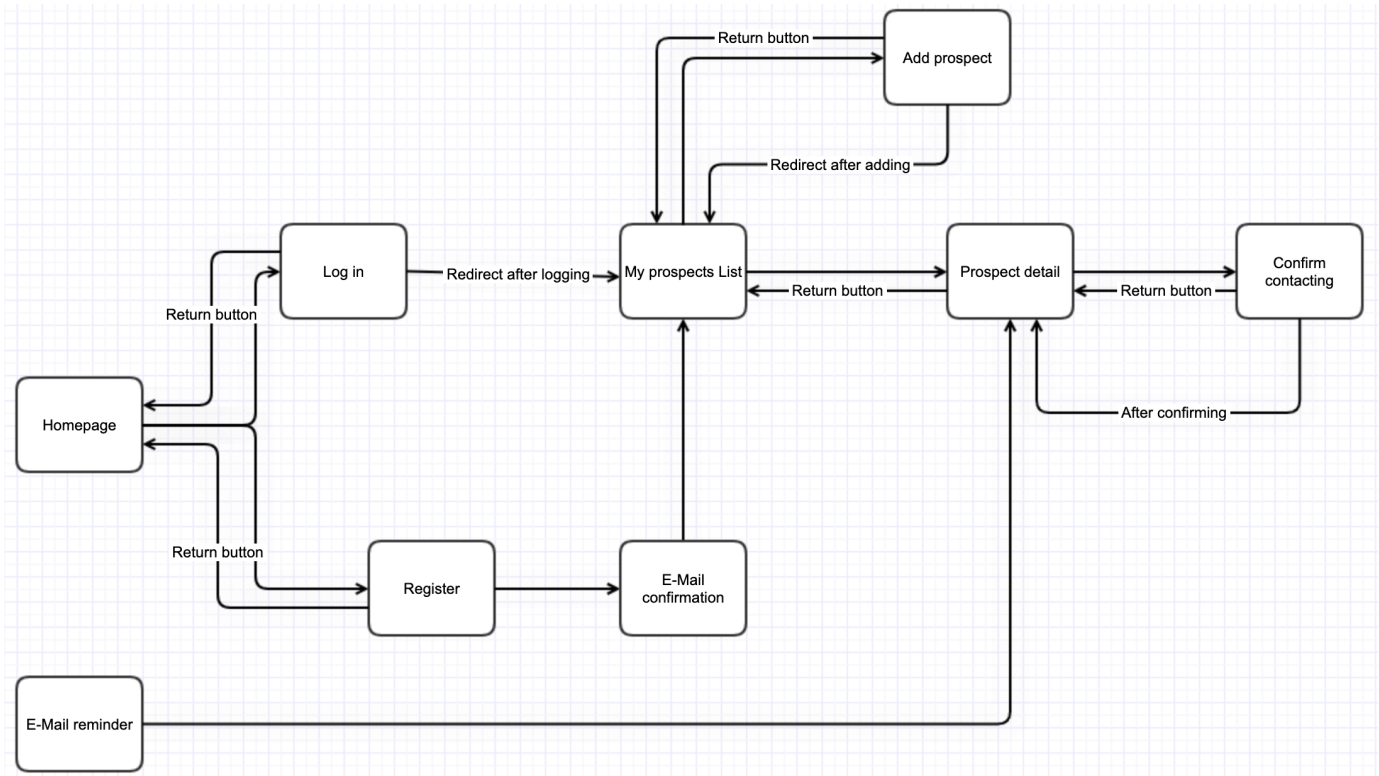 Return button
Add prospect
Redirect after adding
Log in
Redirect after logging
My prospects List
Prospect detail
Confirm
contacting
Return button
Return button
Return button
Homepage
After confirming
Return button
Register
E-Mail
confirmation
E-Mail reminder